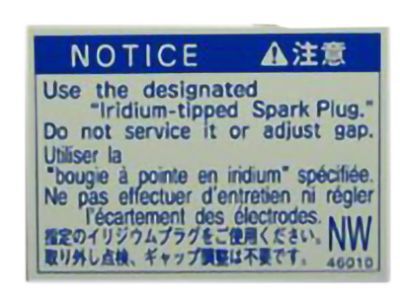 NOTICE ⚠注意
Use the designated
"Iridium-tipped Spark Plug."
Do not service it or adjust gap.
Utiliser la
"bougie à pointe en iridium" spécifiée.
Ne pas effectuer d'entretien ni régler
l'écartement des électrodes.
指定のイリジウムプラグをご使用ください。
取り外し点検、ギャップ調整は不要です。
NW
46010